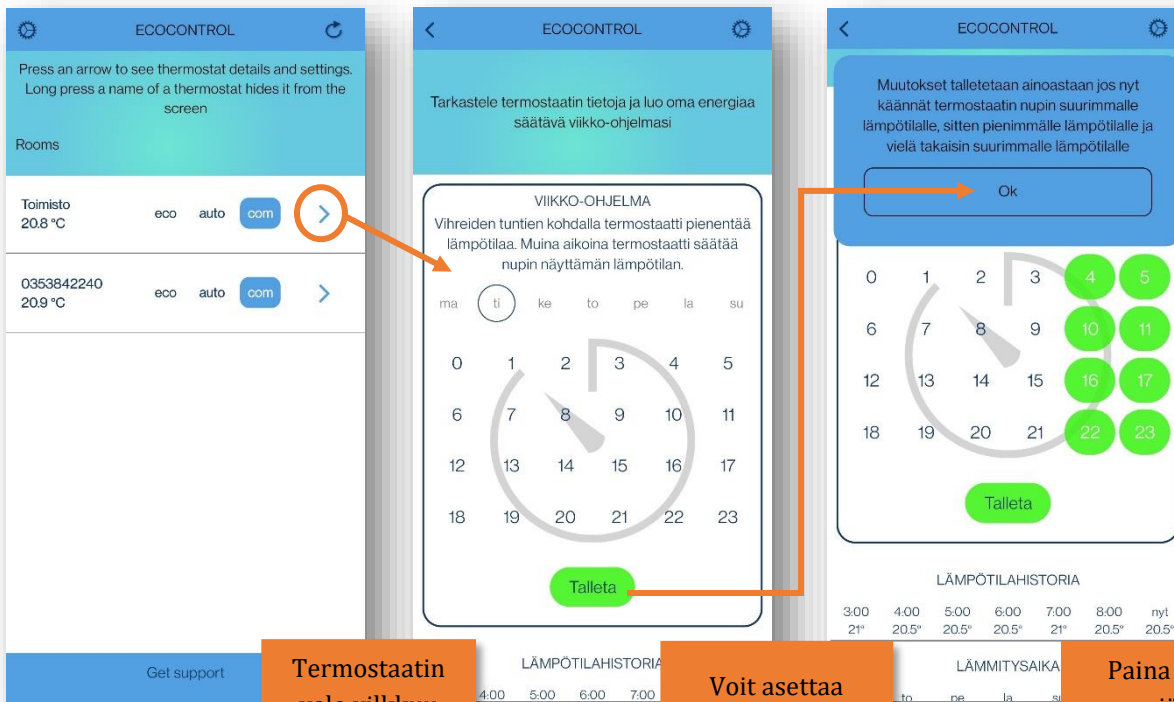 ECOCONTROL
Press an arrow to see thermostat details and settings.
Long press a name of a thermostat hides it from the
screen
Rooms
Toimisto
20.8 °C
eco auto com
0353842240
20.9 °C
eco auto com
Get support
Termostaatin
ECOCONTROL
Tarkastele termostaatin tietoja ja luo oma energiaa
säätävä viikko-ohjelmasi
VIIKKO-OHJELMA
Vihreiden tuntien kohdalla termostaatti pienentää
lämpötilaa. Muina aikoina termostaatti säätää
nupin näyttämän lämpötilan.
ma ti ke to pe la su
0 1 2 3 4 5
6 7 8 9 10 11
12 13 14 15 16 17
18 19 20 21 22 23
Talleta
LÄMPÖTILAHISTORIA
4:00 5:00 6:00 7:00
Voit asettaa
ECOCONTROL
Muutokset talletetaan ainoastaan jos nyt
käännät termostaatin nupin suurimmalle
lämpötilalle, sitten pienimmälle lämpötilalle ja
vielä takaisin suurimmalle lämpötilalle
Ok
0 1 2 3 4 5
6 7 8 9 10 11
12 13 14 15 16 17
18 19 20 21 22 23
Talleta
LÄMPÖTILAHISTORIA
3:00 4:00 5:00 6:00 7:00 8:00 nyt
21° 20.5° 20.5° 20.5° 21° 20.5° 20.5°
LÄMMITYSAIKA
to pe la
Paina